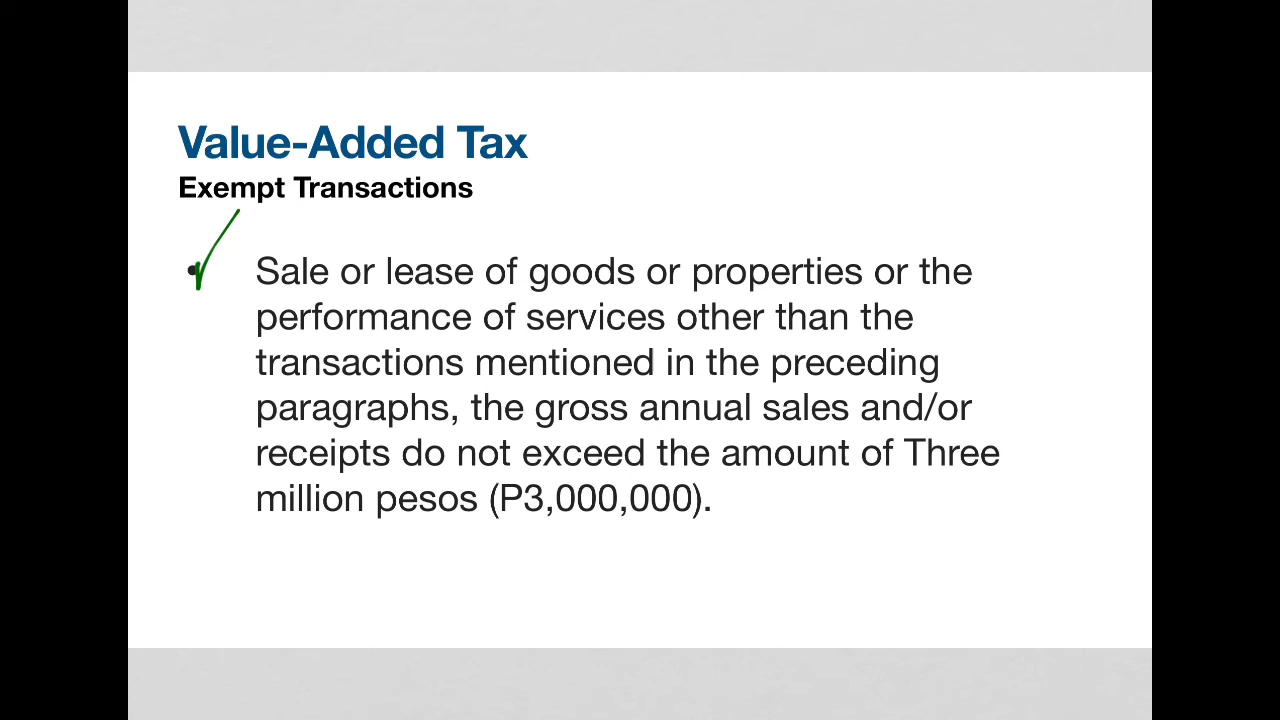 Value-Added Tax
Exempt Transactions
• Sale or lease of goods or properties or the
performance of services other than the
transactions mentioned in the preceding
paragraphs, the gross annual sales and/or
receipts do not exceed the amount of Three
million pesos (P3,000,000).